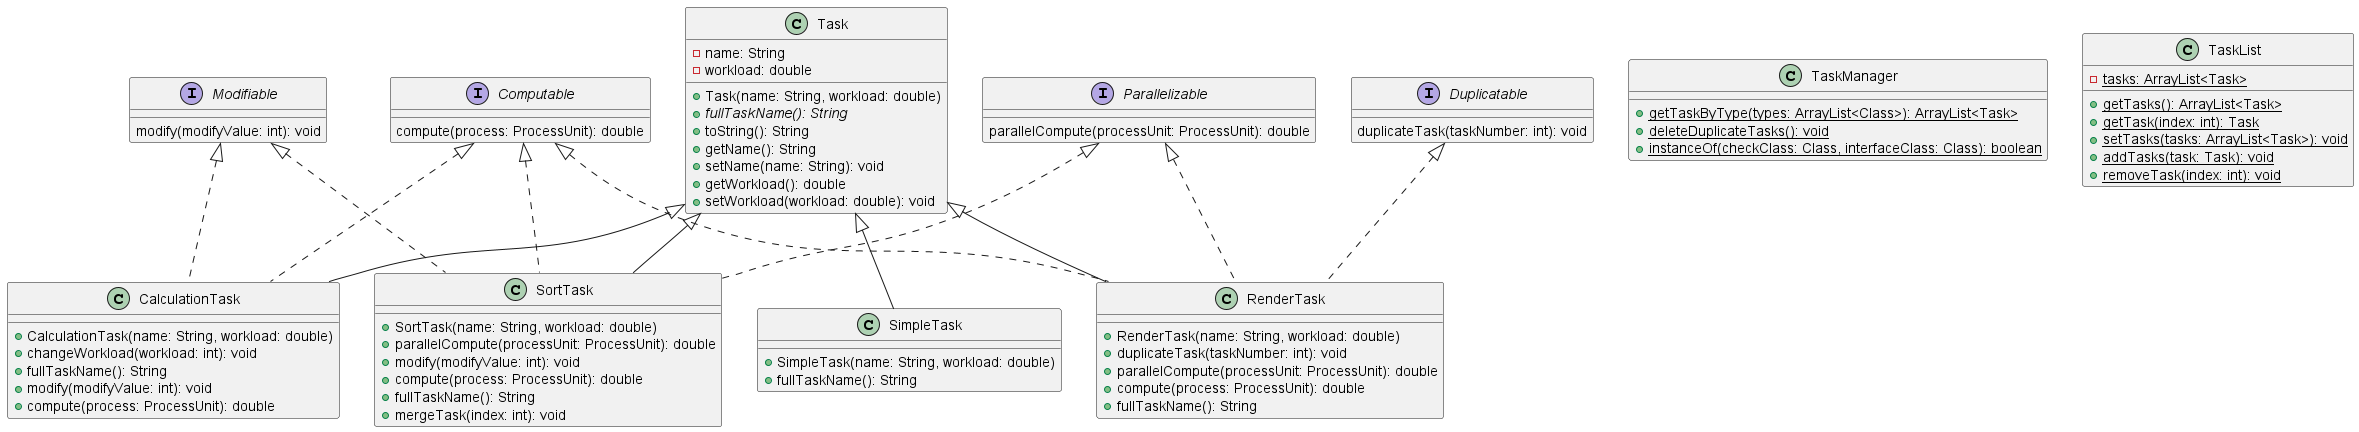 C Task
name: String
workload: double
Task(name: String, workload: double)
fullTaskName(): String
toString(): String
getName(): String
setName(name: String): void
getWorkload(): double
setWorkload(workload: double): void
I Modifiable
modify(modifyValue: int): void
I Computable
compute(process: ProcessUnit): double
I Parallelizable
parallelCompute(processUnit: ProcessUnit): double
I Duplicatable
duplicateTask(taskNumber: int): void
C TaskManager
getTaskByType(types: ArrayList<Class>): ArrayList<Task>
deleteDuplicateTasks(): void
instanceOf(checkClass: Class, interfaceClass: Class): boolean
C TaskList
tasks: ArrayList<Task>
getTasks(): ArrayList<Task>
getTask(index: int): Task
setTasks(tasks: ArrayList<Task>): void
addTasks(task: Task): void
removeTask(index: int): void
C CalculationTask
CalculationTask(name: String, workload: double)
changeWorkload(workload: int): void
fullTaskName(): String
modify(modifyValue: int): void
compute(process: ProcessUnit): double
C SortTask
SortTask(name: String, workload: double)
parallelCompute(processUnit: ProcessUnit): double
modify(modifyValue: int): void
compute(process: ProcessUnit): double
fullTaskName(): String
mergeTask(index: int): void
C SimpleTask
SimpleTask(name: String, workload: double)
fullTaskName(): String
C RenderTask
RenderTask(name: String, workload: double)
duplicateTask(taskNumber: int): void
parallelCompute(processUnit: ProcessUnit): double
compute(process: ProcessUnit): double
fullTaskName(): String